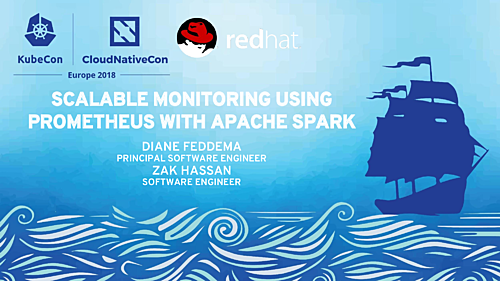 KubeCon
CloudNativeCon
Europe 2018
redhat
SCALABLE MONITORING USING
PROMETHEUS WITH APACHE SPARK
DIANE FEDDEMA
PRINCIPAL SOFTWARE ENGINEER
ZAK HASSAN
SOFTWARE ENGINEER